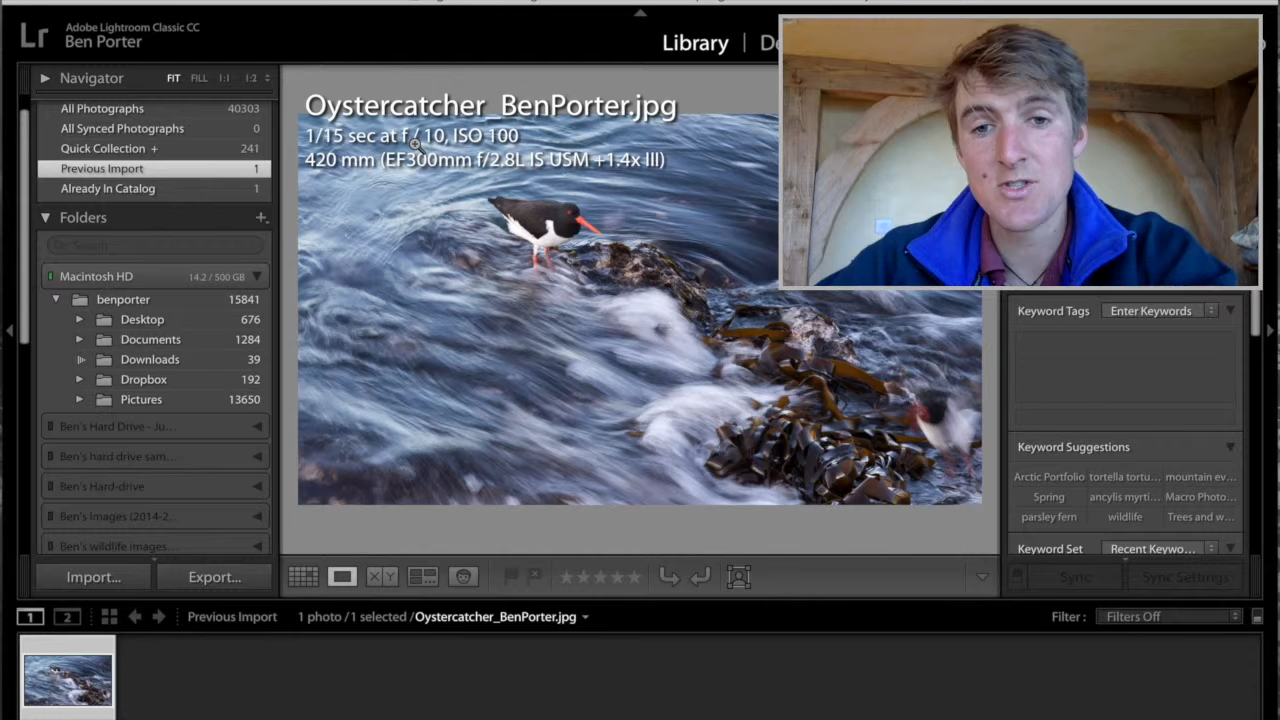 Lr
Adobe Lightroom Classic CC
Ben Porter
Library | De
Navigator FIT FILL 1:1 1:2
All Photographs 40303
All Synced Photographs 0
Quick Collection + 241
Previous Import 1
Already In Catalog 1
Folders +
Macintosh HD 14.2 / 500 GB
benporter 15841
Desktop 676
Documents 1284
Downloads 39
Dropbox 192
Pictures 13650
Ben's Hard Drive - Ju...
Ben's hard drive sam...
Ben's Hard-drive
Ben's Images (2014-2...
Ben's wildlife images...
Import... Export...
Oystercatcher_BenPorter.jpg
1/15 sec at f / 10, ISO 100
420 mm (EF300mm f/2.8L IS USM +1.4x III)
Keyword Tags Enter Keywords
Keyword Suggestions
Arctic Portfolio tortella tortu... mountain ev...
Spring ancylis myrti... Macro Photo...
parsley fern wildlife Trees and w...
Keyword Set Recent Keywo...
Sync Sync Settings
X Y
1 2 Previous Import 1 photo / 1 selected / Oystercatcher_BenPorter.jpg Filter : Filters Off